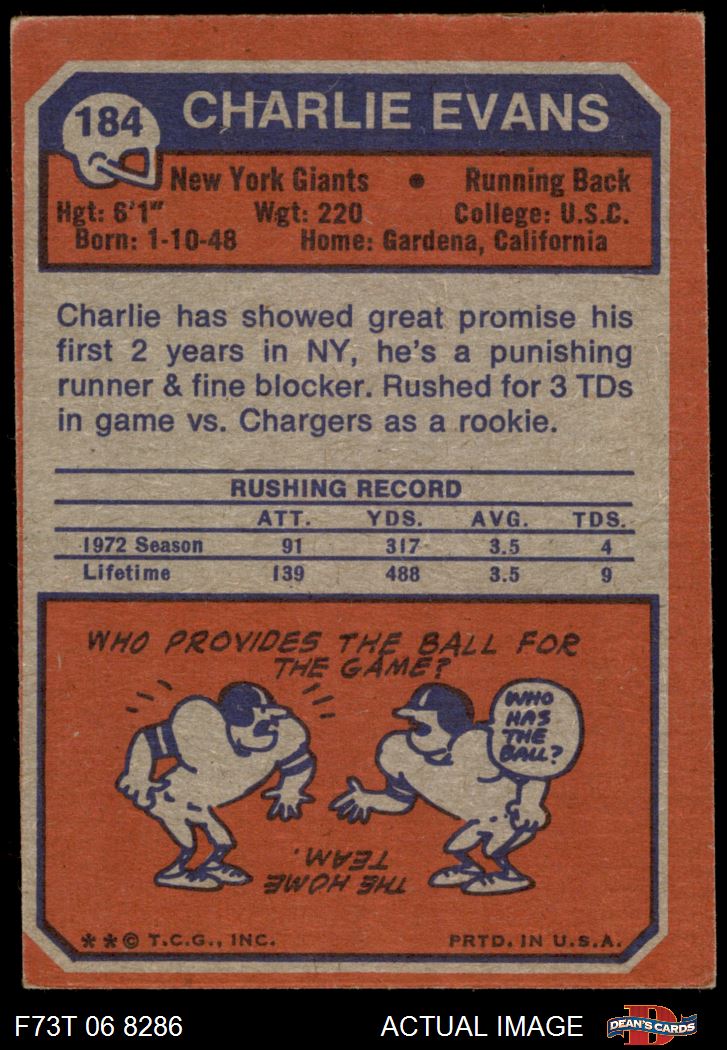 184 CHARLIE EVANS
New York Giants • Running Back
Hgt: 6'1" Wgt: 220 College: U.S.C.
Born: 1-10-48 Home: Gardena, California
Charlie has showed great promise his
first 2 years in NY, he's a punishing
runner & fine blocker. Rushed for 3 TDs
in game vs. Chargers as a rookie.
RUSHING RECORD
ATT. YDS. AVG. TDS.
1972 Season 91 317 3.5 4
Lifetime 139 488 3.5 9
WHO PROVIDES THE BALL FOR
THE GAME?
WHO
HAS
THE
BALL?
THE HOME
TEAM.
**© T.C.G., INC. PRTD. IN U.S.A.
F73T 06 8286 ACTUAL IMAGE D DEAN'S CARDS